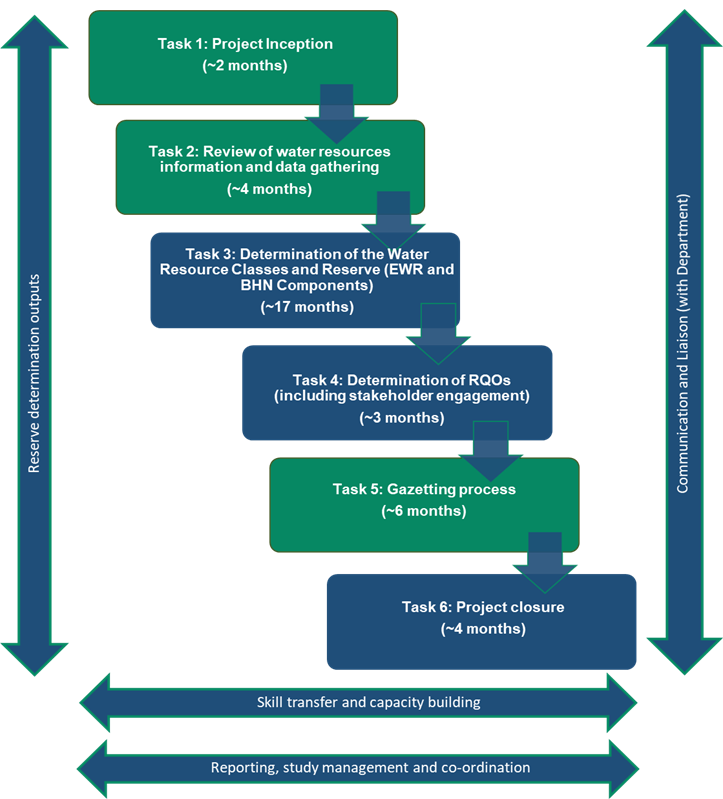 Task 1: Project Inception
(~2 months)
Task 2: Review of water resources
information and data gathering
(~4 months)
Task 3: Determination of the Water
Resource Classes and Reserve (EWR and
BHN Components)
(~17 months)
Task 4: Determination of RQOs
(including stakeholder engagement)
(~3 months)
Task 5: Gazetting process
(~6 months)
Task 6: Project closure
(~4 months)
Reserve determination outputs
Communication and Liaison (with Department)
Skill transfer and capacity building
Reporting, study management and co-ordination